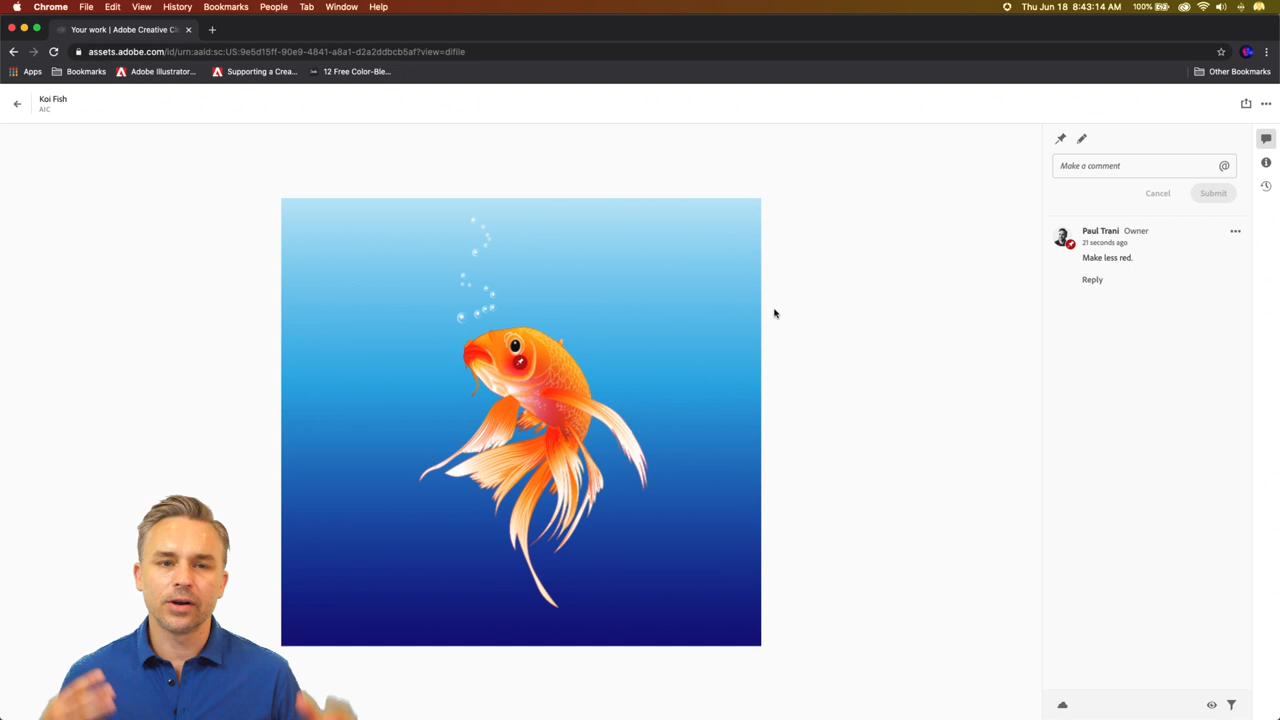 Chrome File Edit View History Bookmarks People Tab Window Help Thu Jun 18 8:43:14 AM 100%
Your work | Adobe Creative Cl
assets.adobe.com/id/urn:aaid:sc:US:9e5d15ff-90e9-4841-a8a1-d2a2ddbcb5af?view=difile
Apps Bookmarks Adobe Illustrator... Supporting a Crea... 12 Free Color-Ble... Other Bookmarks
Koi Fish
AIC
Make a comment @
Cancel Submit
Paul Trani Owner
21 seconds ago
Make less red.
Reply